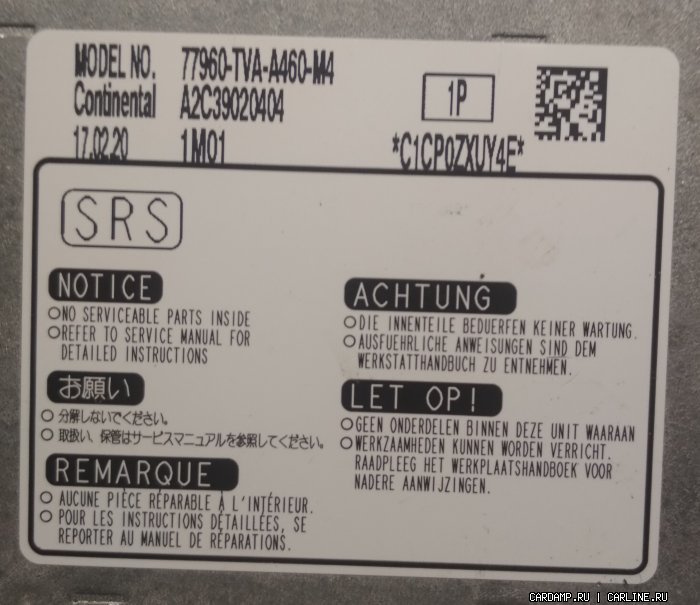 MODEL NO. 77960-TVA-A460-M4
Continental A2C39020404
1P
17.02.20 1M01 *C1CP0ZXUY4E*
SRS
NOTICE
○NO SERVICEABLE PARTS INSIDE
○REFER TO SERVICE MANUAL FOR
DETAILED INSTRUCTIONS
お願い
○ 分解しないでください。
○ 取扱い、保管はサービスマニュアルを参照してください。
REMARQUE
○ AUCUNE PIÈCE RÉPARABLE À L'INTÉRIEUR.
○ POUR LES INSTRUCTIONS DÉTAILLÉES, SE
REPORTER AU MANUEL DE RÉPARATIONS.
ACHTUNG
○DIE INNENTEILE BEDUERFEN KEINER WARTUNG.
○AUSFUEHRLICHE ANWEISUNGEN SIND DEM
WERKSTATTHANDBUCH ZU ENTNEHMEN.
LET OP!
○GEEN ONDERDELEN BINNEN DEZE UNIT WAARAAN
○WERKZAAMHEDEN KUNNEN WORDEN VERRICHT.
RAADPLEEG HET WERKPLAATSHANDBOEK VOOR
NADERE AANWIJZINGEN.
CARDAMP.RU | CARLINE.RU